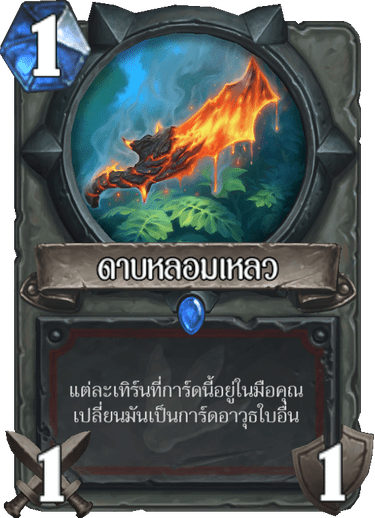 1
ดาบหลอมเหลว
แต่ละเทิร์นที่การ์ดนี้อยู่ในมือคุณ
เปลี่ยนมันเป็นการ์ดอาวุธใบอื่น
1
1